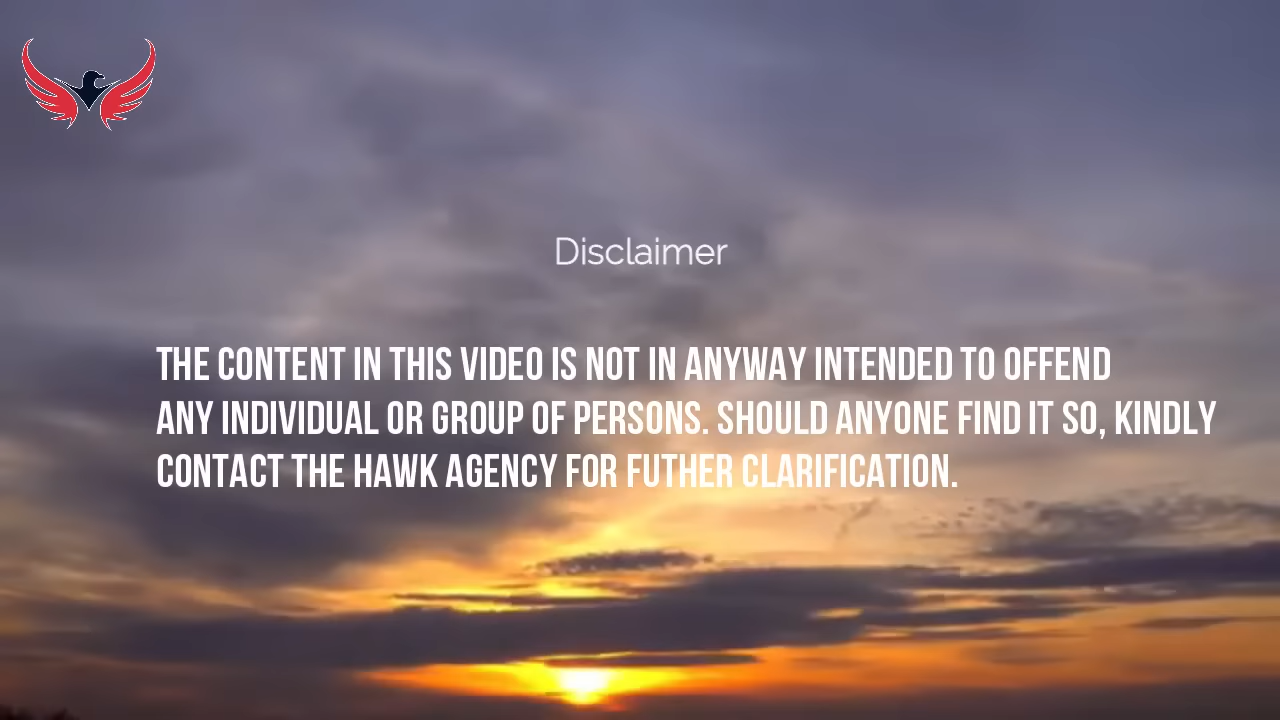 Disclaimer
THE CONTENT IN THIS VIDEO IS NOT IN ANYWAY INTENDED TO OFFEND
ANY INDIVIDUAL OR GROUP OF PERSONS. SHOULD ANYONE FIND IT SO, KINDLY
CONTACT THE HAWK AGENCY FOR FUTHER CLARIFICATION.